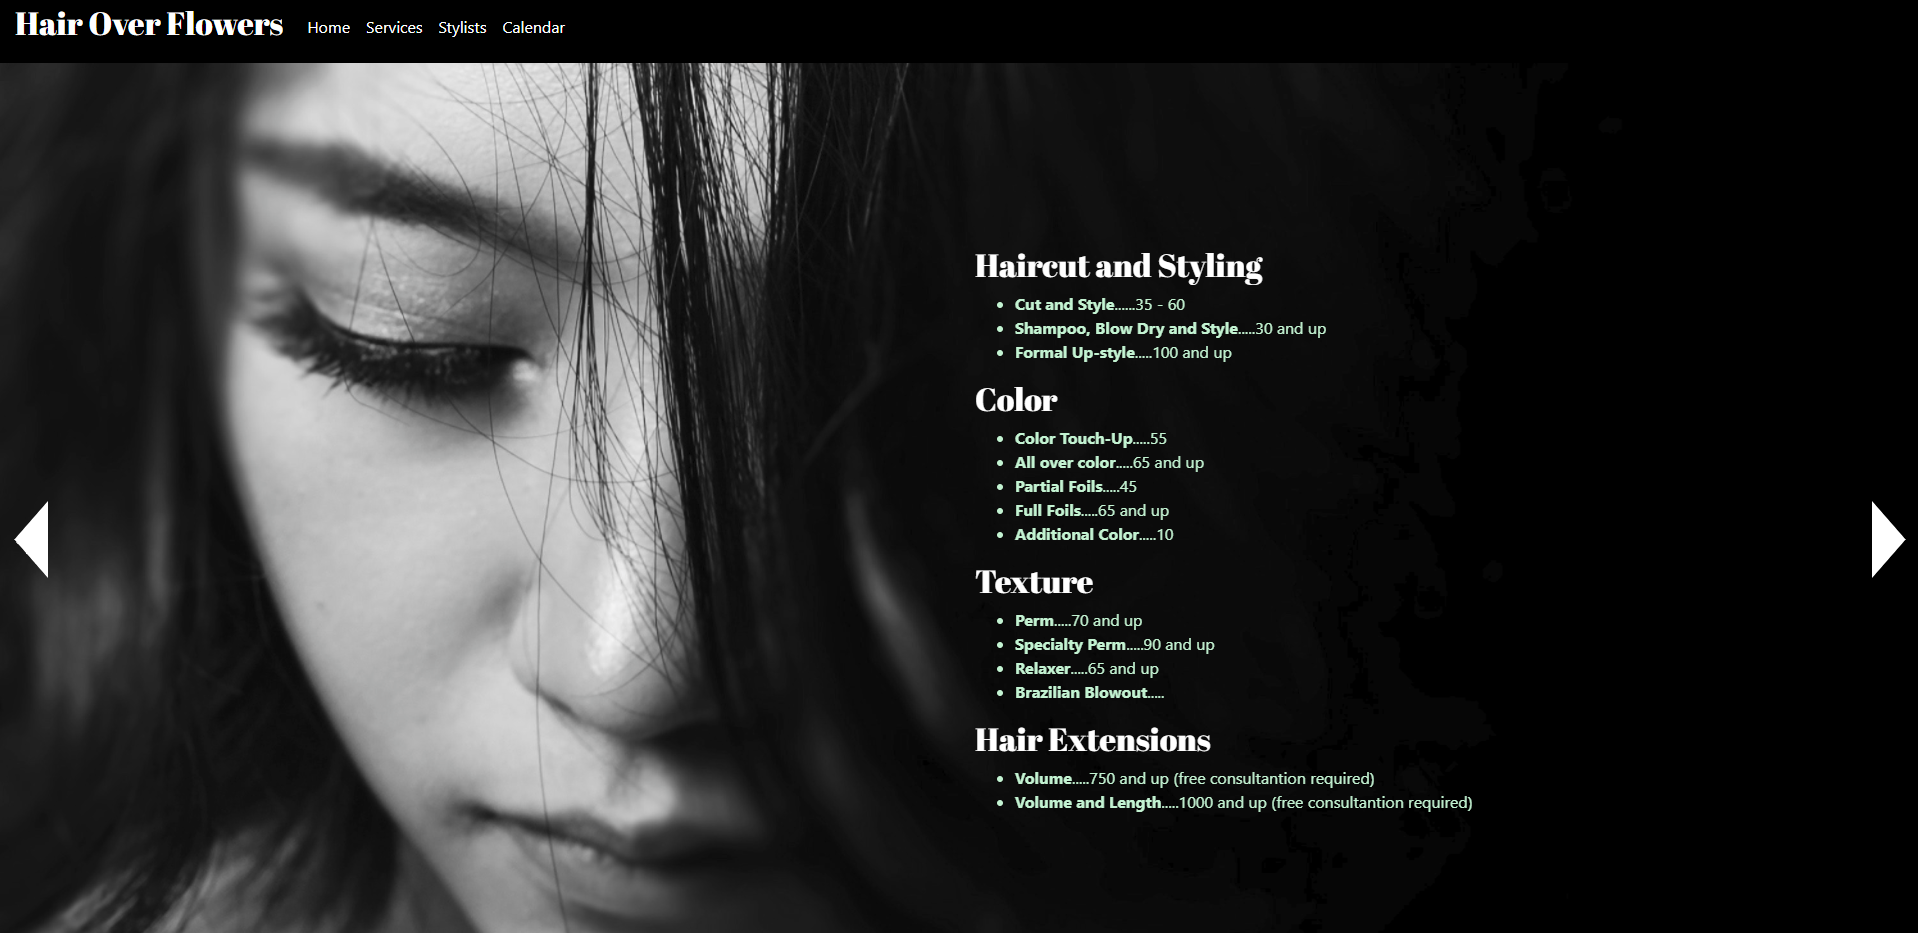 Hair Over Flowers Home Services Stylists Calendar
Haircut and Styling
Cut and Style......35 - 60
Shampoo, Blow Dry and Style.....30 and up
Formal Up-style.....100 and up
Color
Color Touch-Up.....55
All over color.....65 and up
Partial Foils.....45
Full Foils.....65 and up
Additional Color.....10
Texture
Perm.....70 and up
Specialty Perm.....90 and up
Relaxer.....65 and up
Brazilian Blowout.....
Hair Extensions
Volume.....750 and up (free consultantion required)
Volume and Length.....1000 and up (free consultantion required)